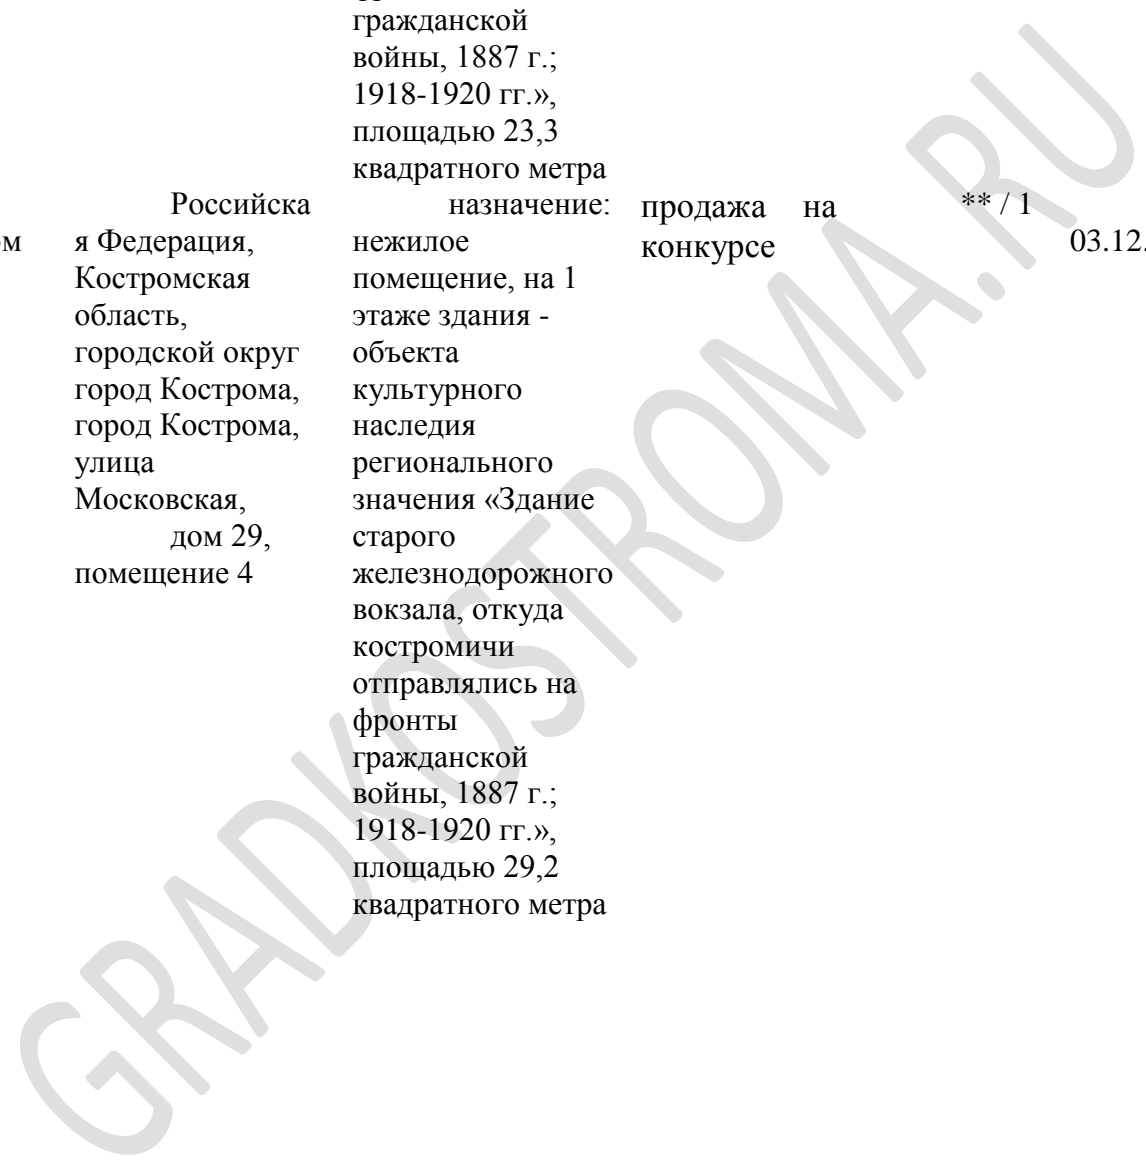 гражданской
войны, 1887 г.;
1918-1920 гг.»,
площадью 23,3
квадратного метра
ом
Российска
я Федерация,
Костромская
область,
городской округ
город Кострома,
город Кострома,
улица
Московская,
дом 29,
помещение 4
назначение:
нежилое
помещение, на 1
этаже здания -
объекта
культурного
наследия
регионального
значения «Здание
старого
железнодорожного
вокзала, откуда
костромичи
отправлялись на
фронты
гражданской
войны, 1887 г.;
1918-1920 гг.»,
площадью 29,2
квадратного метра
продажа на
конкурсе
** / 1
03.12.
GRADKOSTROMA.RU